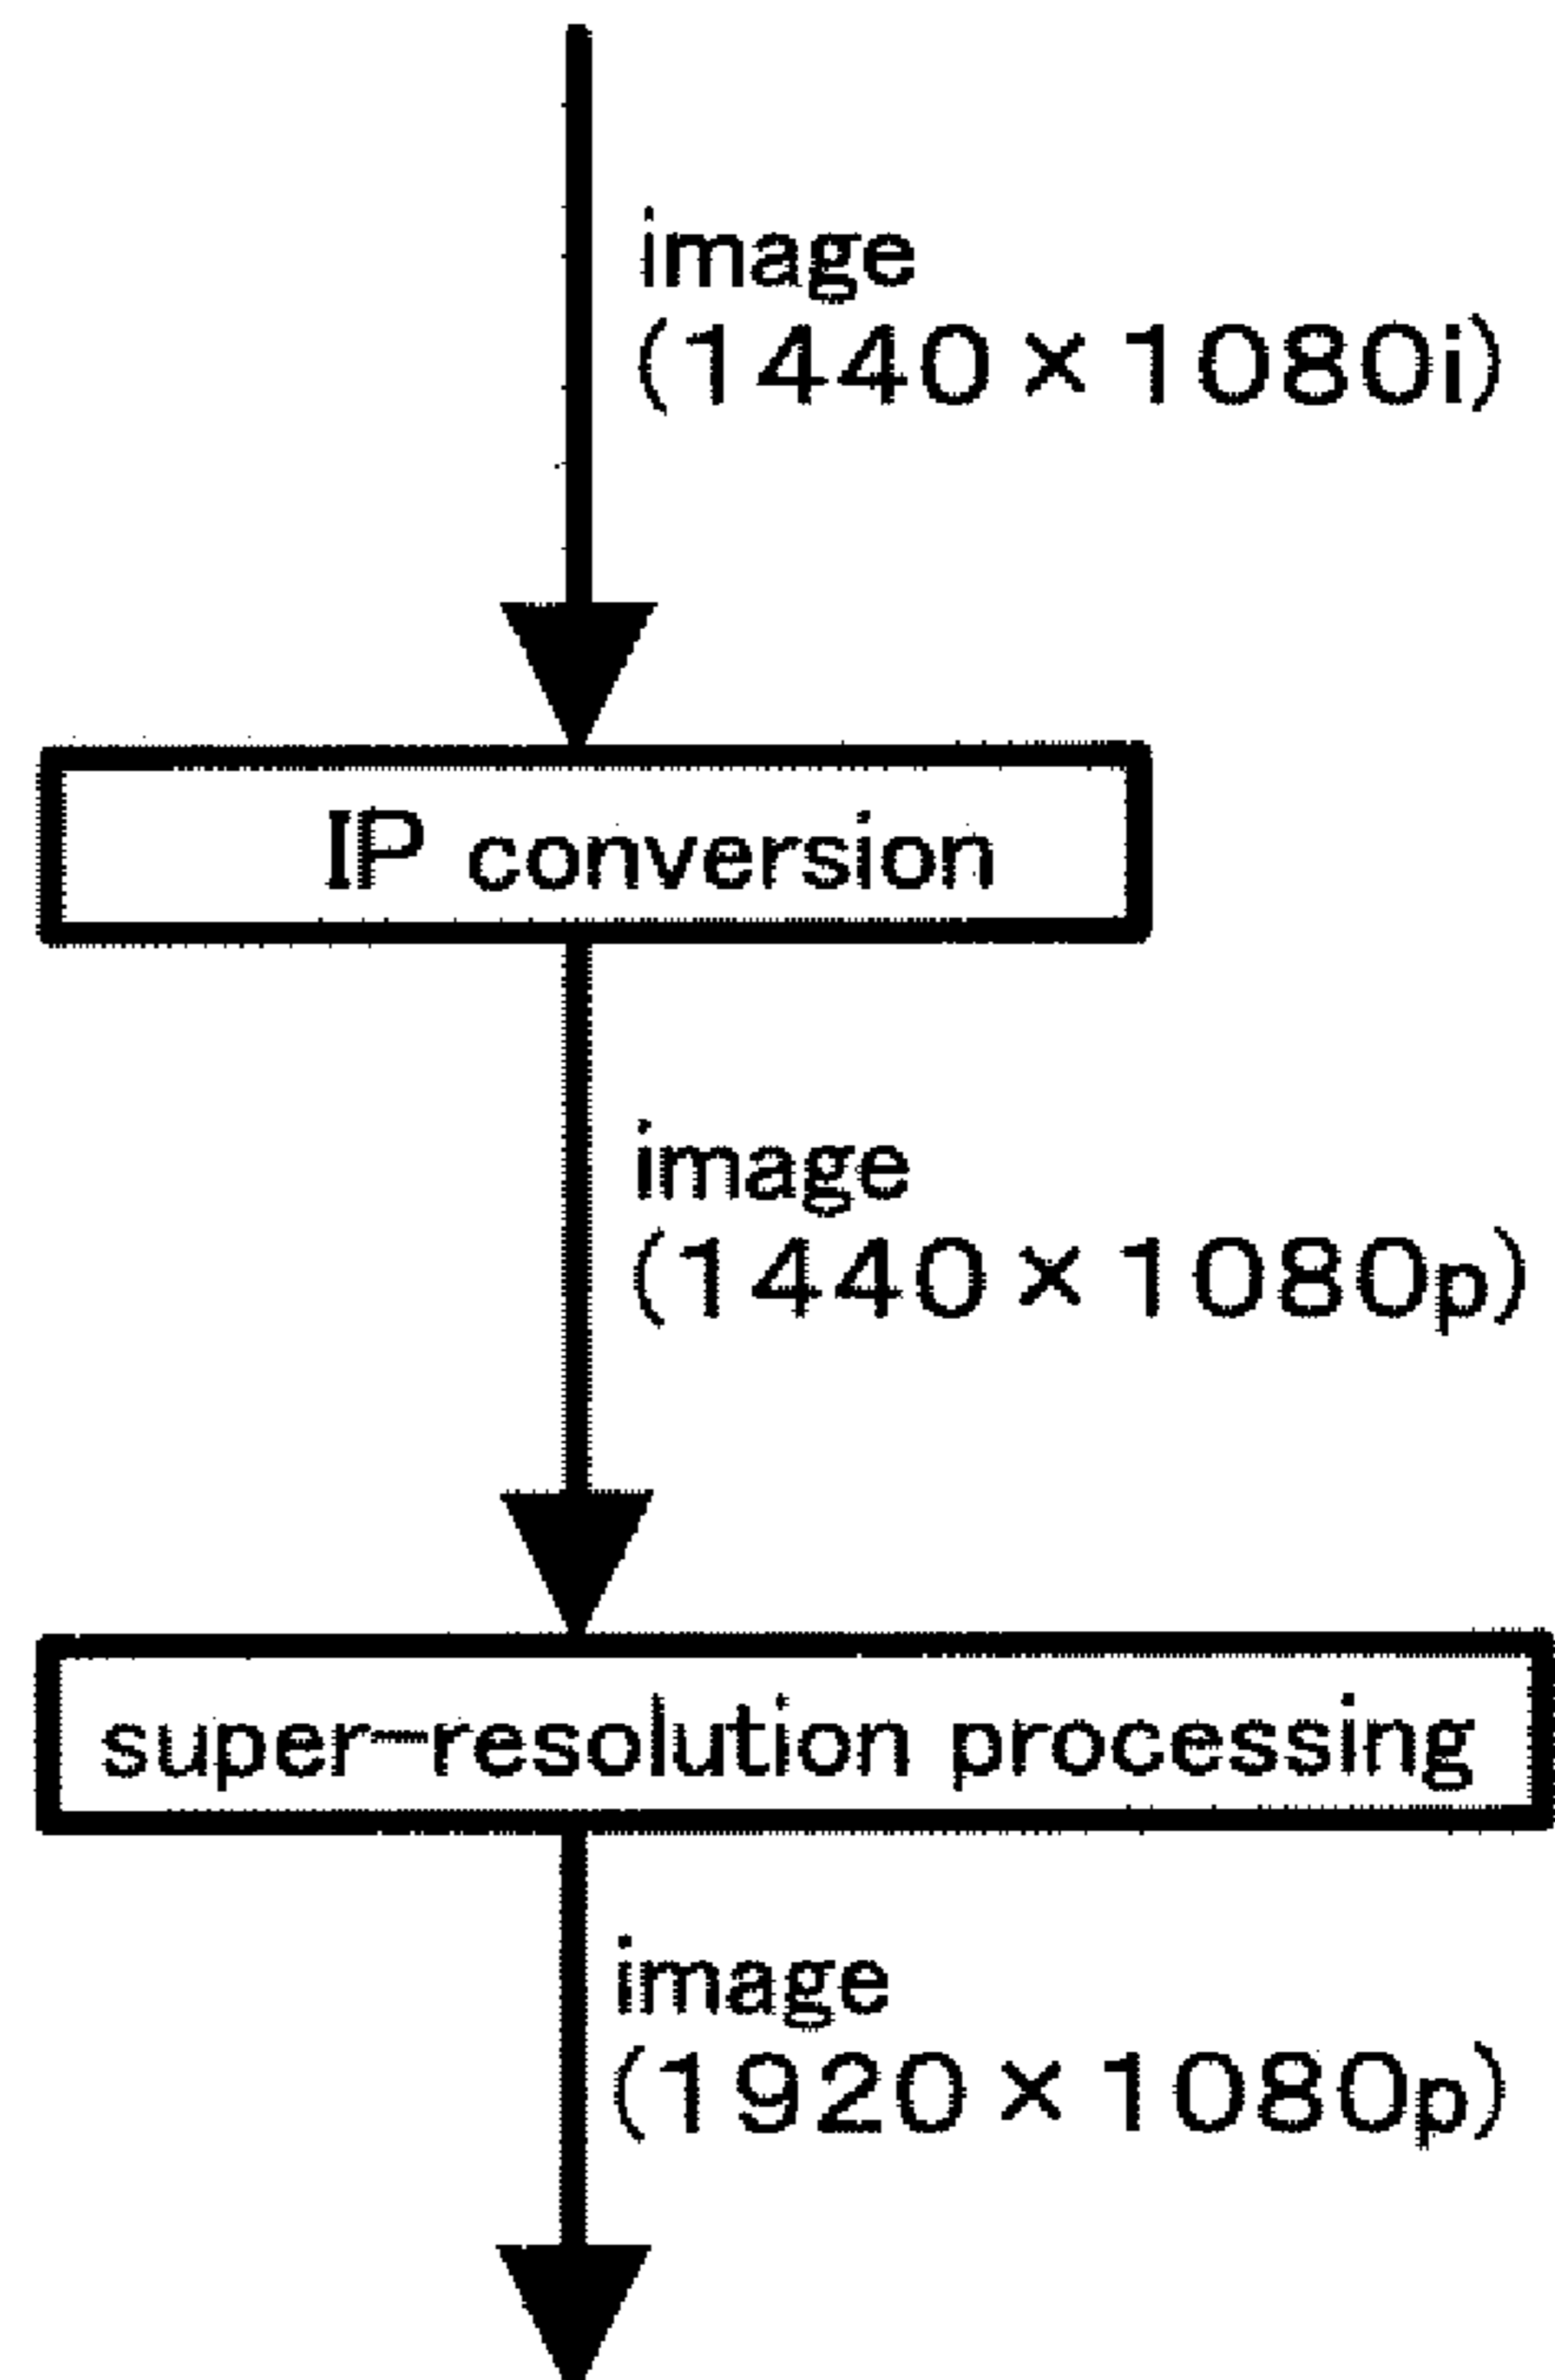 image
(1440×1080i)
IP conversion
image
(1440×1080p)
super-resolution processing
image
(1920×1080p)